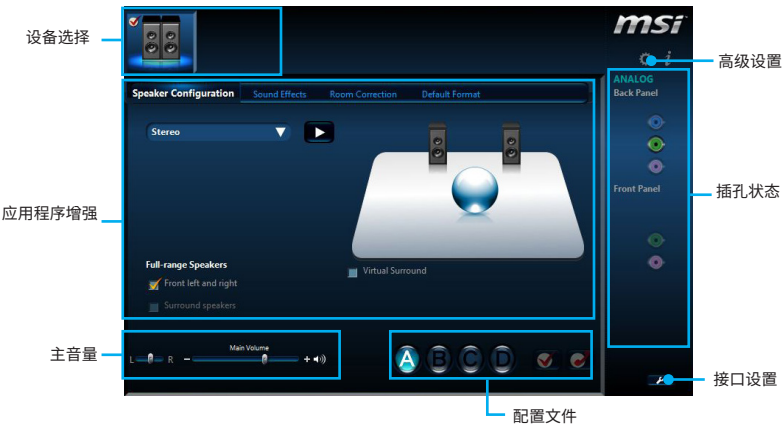 设备选择
msi
i
高级设置
ANALOG
Back Panel
Speaker Configuration
Sound Effects
Room Correction
Default Format
Stereo
插孔状态
Front Panel
应用程序增强
Full-range Speakers
Front left and right
Surround speakers
Virtual Surround
主音量
Main Volume
L R - +
A B C D
接口设置
配置文件